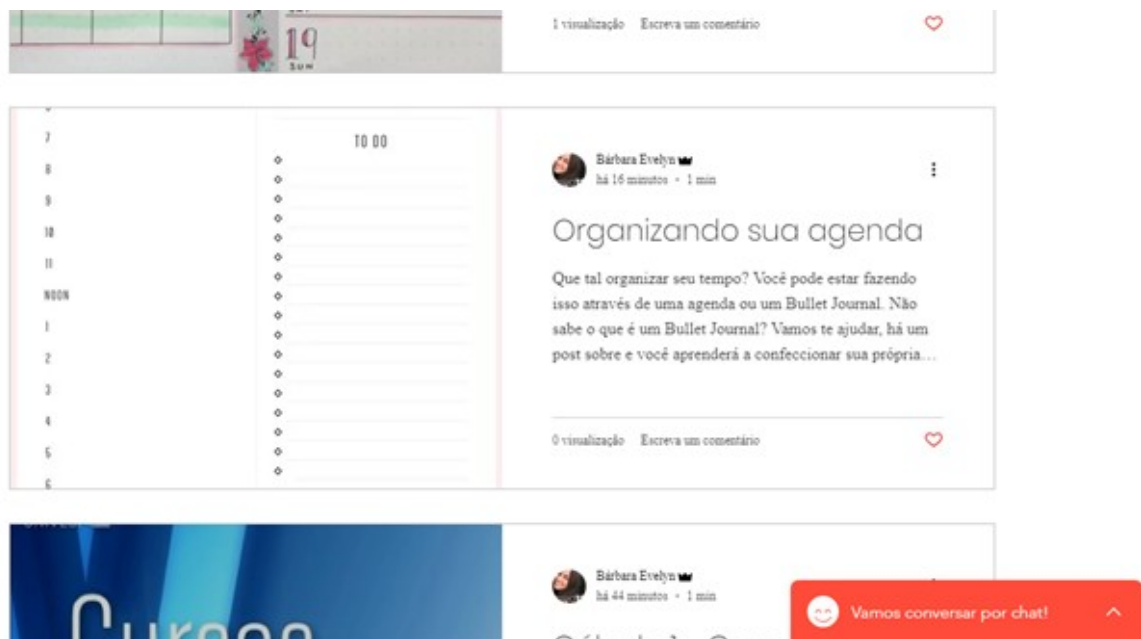 19
SUN
1 visualização Escreva um comentário
7
8
9
10
11
NOON
1
2
3
4
5
6
TO DO
Bárbara Evelyn
há 16 minutos • 1 min
Organizando sua agenda
Que tal organizar seu tempo? Você pode estar fazendo
isso através de uma agenda ou um Bullet Journal. Não
sabe o que é um Bullet Journal? Vamos te ajudar, há um
post sobre e você aprenderá a confeccionar sua própria...
0 visualização Escreva um comentário
Cursos
Bárbara Evelyn
há 44 minutos • 1 min
Vamos conversar por chat!